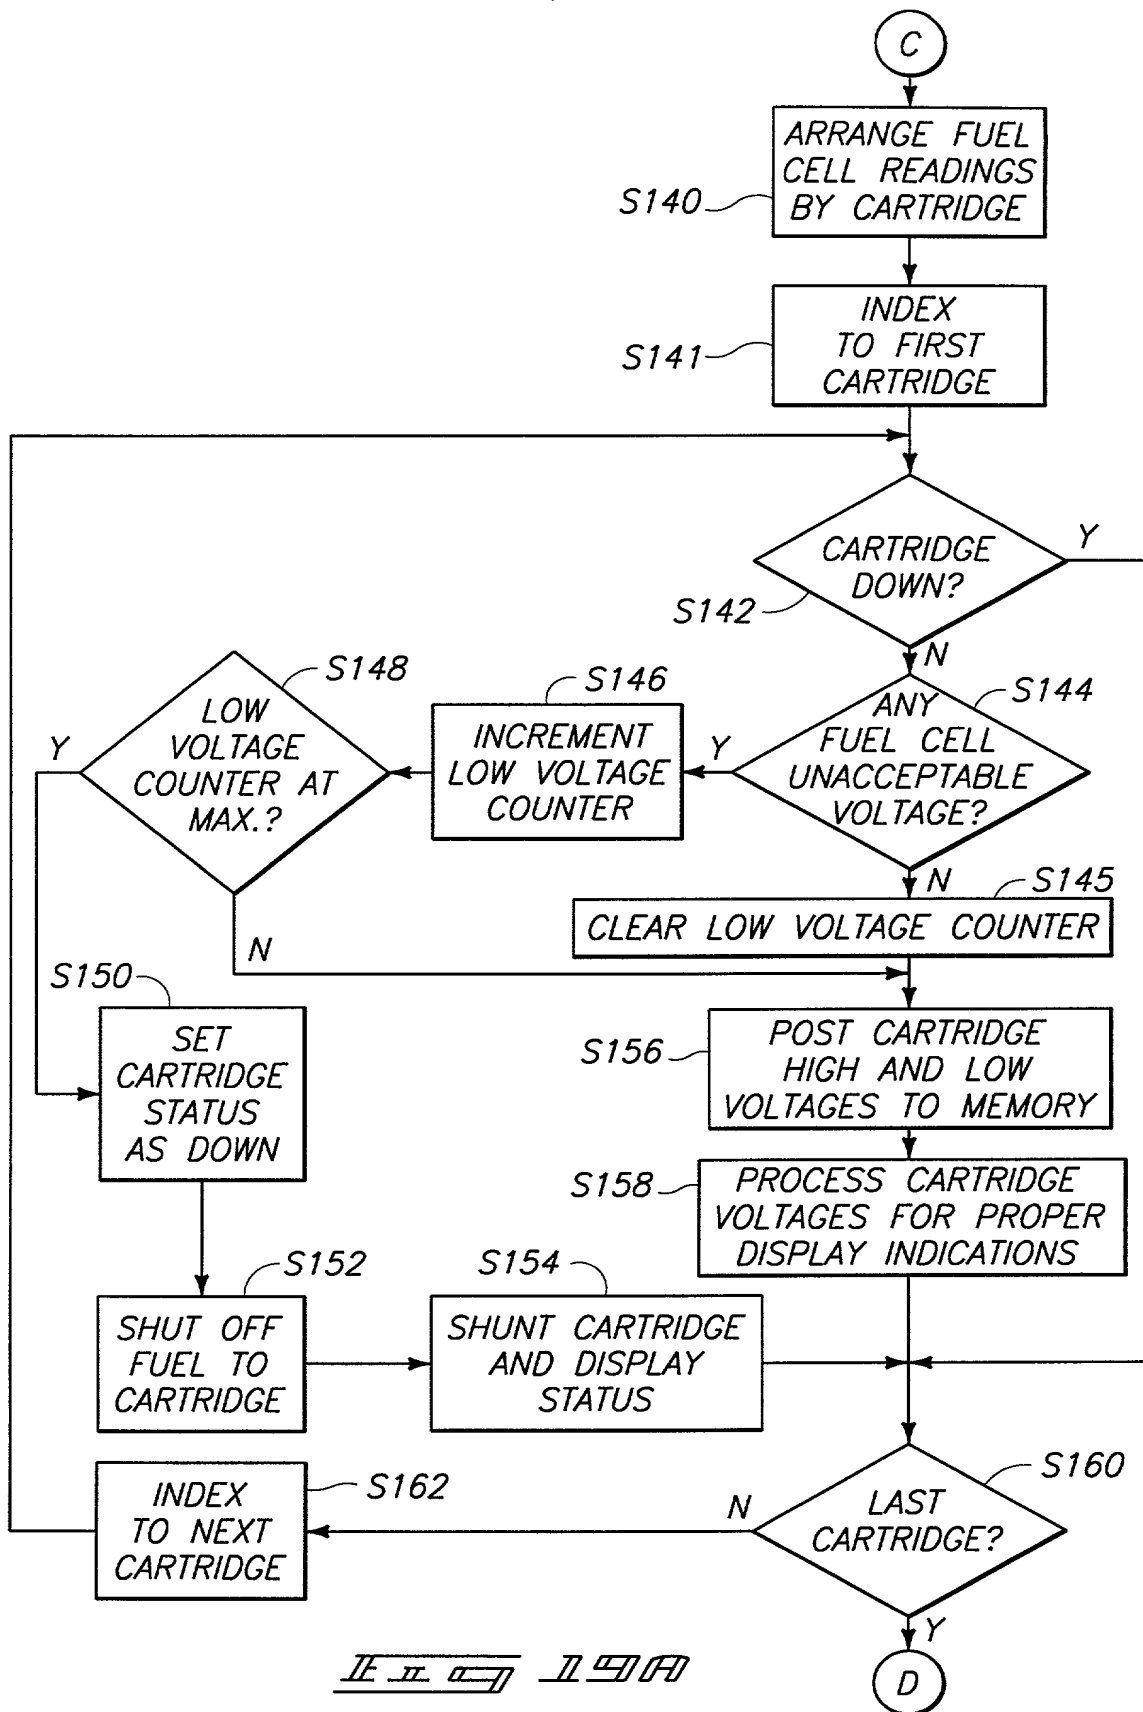 C
ARRANGE FUEL
CELL READINGS
BY CARTRIDGE
S140
INDEX
TO FIRST
CARTRIDGE
S141
CARTRIDGE
DOWN?
Y
S142
N
S148
S146
S144
LOW
VOLTAGE
COUNTER AT
MAX.?
Y
INCREMENT
LOW VOLTAGE
COUNTER
Y
ANY
FUEL CELL
UNACCEPTABLE
VOLTAGE?
N
S145
CLEAR LOW VOLTAGE COUNTER
N
S150
SET
CARTRIDGE
STATUS
AS DOWN
S156
POST CARTRIDGE
HIGH AND LOW
VOLTAGES TO MEMORY
S158
PROCESS CARTRIDGE
VOLTAGES FOR PROPER
DISPLAY INDICATIONS
S152
SHUT OFF
FUEL TO
CARTRIDGE
S154
SHUNT CARTRIDGE
AND DISPLAY
STATUS
S160
LAST
CARTRIDGE?
N
S162
INDEX
TO NEXT
CARTRIDGE
Y
D
FIG 19A